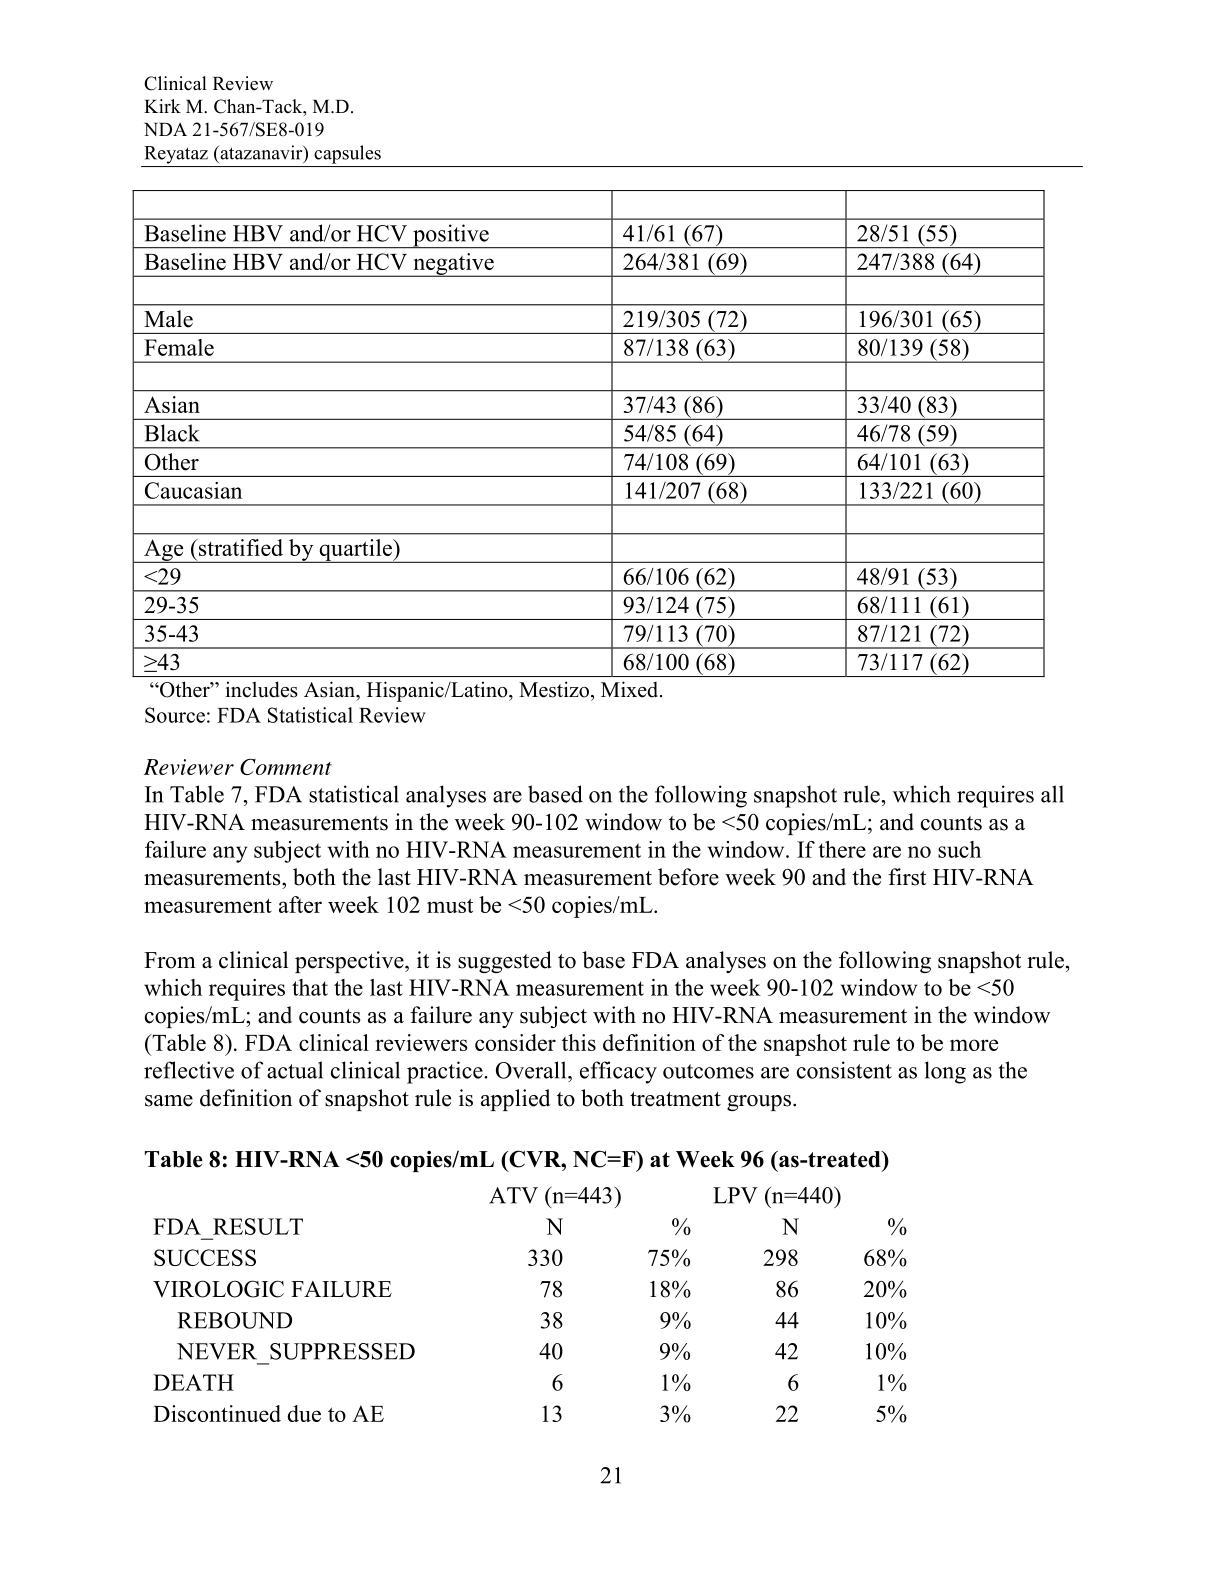 Clinical Review
Kirk M. Chan-Tack, M.D.
NDA 21-567/SE8-019
Reyataz (atazanavir) capsules
Baseline HBV and/or HCV positive 41/61 (67) 28/51 (55)
Baseline HBV and/or HCV negative 264/381 (69) 247/388 (64)
Male 219/305 (72) 196/301 (65)
Female 87/138 (63) 80/139 (58)
Asian 37/43 (86) 33/40 (83)
Black 54/85 (64) 46/78 (59)
Other 74/108 (69) 64/101 (63)
Caucasian 141/207 (68) 133/221 (60)
Age (stratified by quartile)
<29 66/106 (62) 48/91 (53)
29-35 93/124 (75) 68/111 (61)
35-43 79/113 (70) 87/121 (72)
≥43 68/100 (68) 73/117 (62)
“Other” includes Asian, Hispanic/Latino, Mestizo, Mixed.
Source: FDA Statistical Review
Reviewer Comment
In Table 7, FDA statistical analyses are based on the following snapshot rule, which requires all
HIV-RNA measurements in the week 90-102 window to be <50 copies/mL; and counts as a
failure any subject with no HIV-RNA measurement in the window. If there are no such
measurements, both the last HIV-RNA measurement before week 90 and the first HIV-RNA
measurement after week 102 must be <50 copies/mL.
From a clinical perspective, it is suggested to base FDA analyses on the following snapshot rule,
which requires that the last HIV-RNA measurement in the week 90-102 window to be <50
copies/mL; and counts as a failure any subject with no HIV-RNA measurement in the window
(Table 8). FDA clinical reviewers consider this definition of the snapshot rule to be more
reflective of actual clinical practice. Overall, efficacy outcomes are consistent as long as the
same definition of snapshot rule is applied to both treatment groups.
Table 8: HIV-RNA <50 copies/mL (CVR, NC=F) at Week 96 (as-treated)
ATV (n=443) LPV (n=440)
FDA_RESULT N % N %
SUCCESS 330 75% 298 68%
VIROLOGIC FAILURE 78 18% 86 20%
REBOUND 38 9% 44 10%
NEVER_SUPPRESSED 40 9% 42 10%
DEATH 6 1% 6 1%
Discontinued due to AE 13 3% 22 5%
21